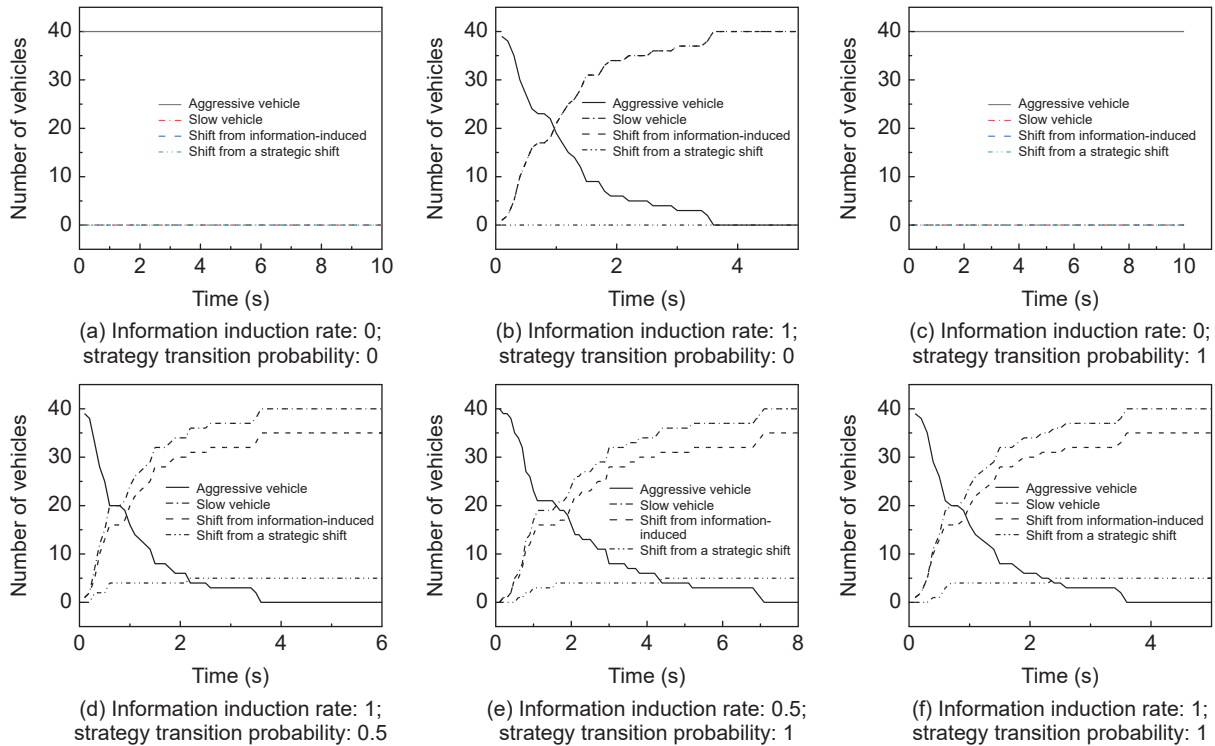 40
30
20
10
0
Number of vehicles
Aggressive vehicle
Slow vehicle
Shift from information-induced
Shift from a strategic shift
0 2 4 6 8 10
Time (s)
(a) Information induction rate: 0;
strategy transition probability: 0
40
30
20
10
0
Number of vehicles
Aggressive vehicle
Slow vehicle
Shift from information-induced
Shift from a strategic shift
0 2 4
Time (s)
(b) Information induction rate: 1;
strategy transition probability: 0
40
30
20
10
0
Number of vehicles
Aggressive vehicle
Slow vehicle
Shift from information-induced
Shift from a strategic shift
0 2 4 6 8 10
Time (s)
(c) Information induction rate: 0;
strategy transition probability: 1
40
30
20
10
0
Number of vehicles
Aggressive vehicle
Slow vehicle
Shift from information-induced
Shift from a strategic shift
0 2 4 6
Time (s)
(d) Information induction rate: 1;
strategy transition probability: 0.5
40
30
20
10
0
Number of vehicles
Aggressive vehicle
Slow vehicle
Shift from information-
induced
Shift from a strategic shift
0 2 4 6 8
Time (s)
(e) Information induction rate: 0.5;
strategy transition probability: 1
40
30
20
10
0
Number of vehicles
Aggressive vehicle
Slow vehicle
Shift from information-induced
Shift from a strategic shift
0 2 4
Time (s)
(f) Information induction rate: 1;
strategy transition probability: 1